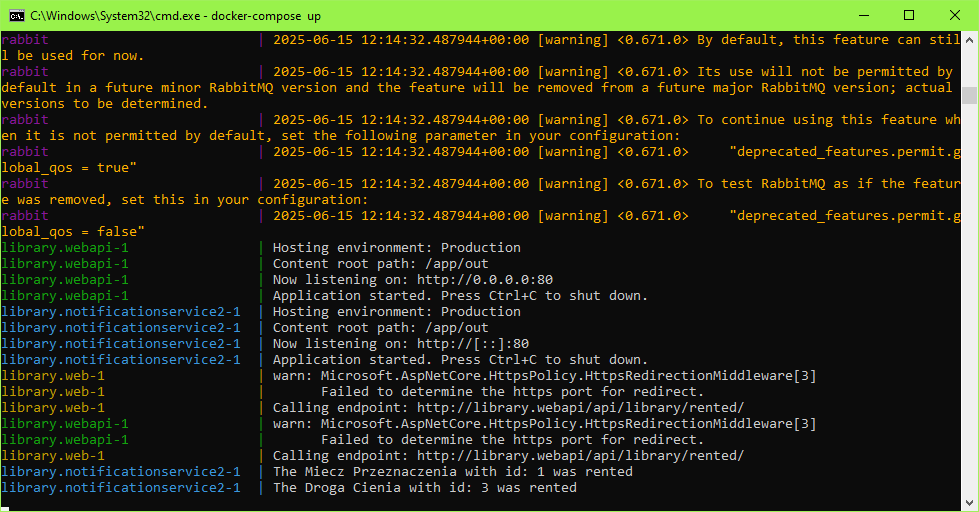 C:\Windows\System32\cmd.exe - docker-compose up
rabbit | 2025-06-15 12:14:32.487944+00:00 [warning] <0.671.0> By default, this feature can stil
l be used for now.
rabbit | 2025-06-15 12:14:32.487944+00:00 [warning] <0.671.0> Its use will not be permitted by
default in a future minor RabbitMQ version and the feature will be removed from a future major RabbitMQ version; actual
versions to be determined.
rabbit | 2025-06-15 12:14:32.487944+00:00 [warning] <0.671.0> To continue using this feature wh
en it is not permitted by default, set the following parameter in your configuration:
rabbit | 2025-06-15 12:14:32.487944+00:00 [warning] <0.671.0> "deprecated_features.permit.g
lobal_qos = true"
rabbit | 2025-06-15 12:14:32.487944+00:00 [warning] <0.671.0> To test RabbitMQ as if the featur
e was removed, set this in your configuration:
rabbit | 2025-06-15 12:14:32.487944+00:00 [warning] <0.671.0> "deprecated_features.permit.g
lobal_qos = false"
library.webapi-1 | Hosting environment: Production
library.webapi-1 | Content root path: /app/out
library.webapi-1 | Now listening on: http://0.0.0.0:80
library.webapi-1 | Application started. Press Ctrl+C to shut down.
library.notificationservice2-1 | Hosting environment: Production
library.notificationservice2-1 | Content root path: /app/out
library.notificationservice2-1 | Now listening on: http://[::]:80
library.notificationservice2-1 | Application started. Press Ctrl+C to shut down.
library.web-1 | warn: Microsoft.AspNetCore.HttpsPolicy.HttpsRedirectionMiddleware[3]
library.web-1 | Failed to determine the https port for redirect.
library.web-1 | Calling endpoint: http://library.webapi/api/library/rented/
library.webapi-1 | warn: Microsoft.AspNetCore.HttpsPolicy.HttpsRedirectionMiddleware[3]
library.webapi-1 | Failed to determine the https port for redirect.
library.web-1 | Calling endpoint: http://library.webapi/api/library/rented/
library.notificationservice2-1 | The Miecz Przeznaczenia with id: 1 was rented
library.notificationservice2-1 | The Droga Cienia with id: 3 was rented